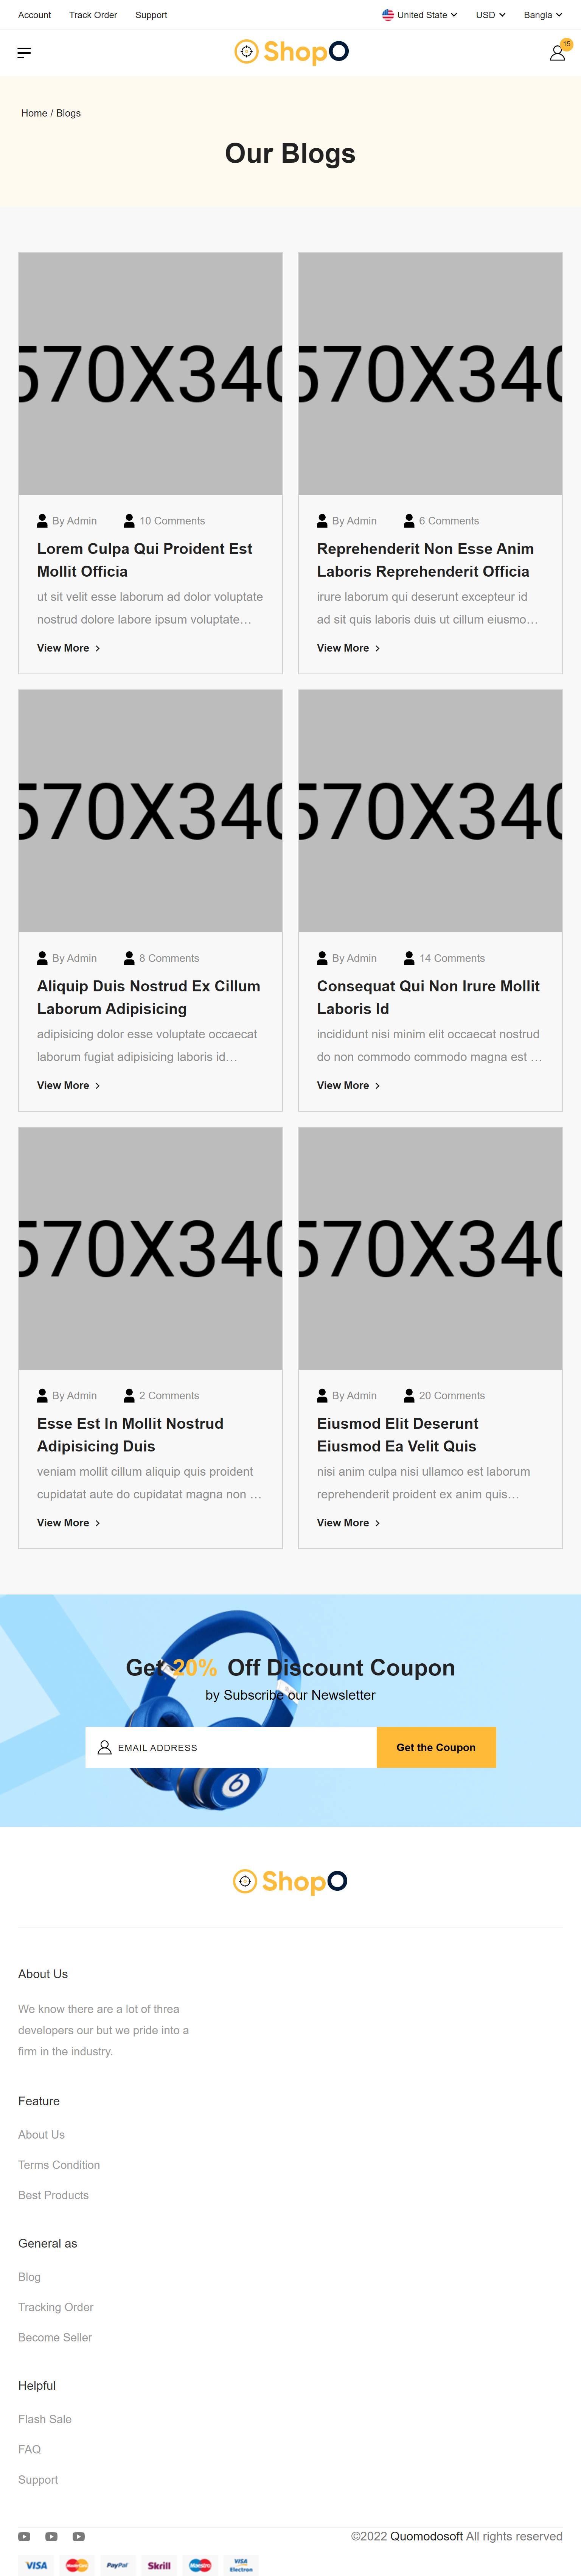 Account Track Order Support United State USD Bangla
ShopO 15
Home / Blogs
Our Blogs
570X340
By Admin 10 Comments
Lorem Culpa Qui Proident Est
Mollit Officia
ut sit velit esse laborum ad dolor voluptate
nostrud dolore labore ipsum voluptate…
View More
570X340
By Admin 6 Comments
Reprehenderit Non Esse Anim
Laboris Reprehenderit Officia
irure laborum qui deserunt excepteur id
ad sit quis laboris duis ut cillum eiusmo…
View More
570X340
By Admin 8 Comments
Aliquip Duis Nostrud Ex Cillum
Laborum Adipisicing
adipisicing dolor esse voluptate occaecat
laborum fugiat adipisicing laboris id…
View More
570X340
By Admin 14 Comments
Consequat Qui Non Irure Mollit
Laboris Id
incididunt nisi minim elit occaecat nostrud
do non commodo commodo magna est …
View More
570X340
By Admin 2 Comments
Esse Est In Mollit Nostrud
Adipisicing Duis
veniam mollit cillum aliquip quis proident
cupidatat aute do cupidatat magna non …
View More
570X340
By Admin 20 Comments
Eiusmod Elit Deserunt
Eiusmod Ea Velit Quis
nisi anim culpa nisi ullamco est laborum
reprehenderit proident ex anim quis…
View More
Get 20% Off Discount Coupon
by Subscribe our Newsletter
EMAIL ADDRESS Get the Coupon
ShopO
About Us
We know there are a lot of threa
developers our but we pride into a
firm in the industry.
Feature
About Us
Terms Condition
Best Products
General as
Blog
Tracking Order
Become Seller
Helpful
Flash Sale
FAQ
Support
©2022 Quomodosoft All rights reserved
VISA MasterCard PayPal Skrill Maestro VISA
Electron